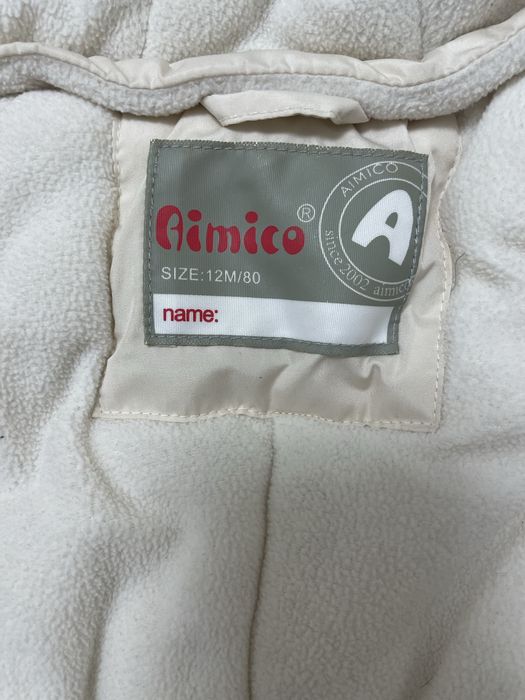 Aimico®
SIZE:12M/80
name:
A
AIMICO
since 2002 aimico